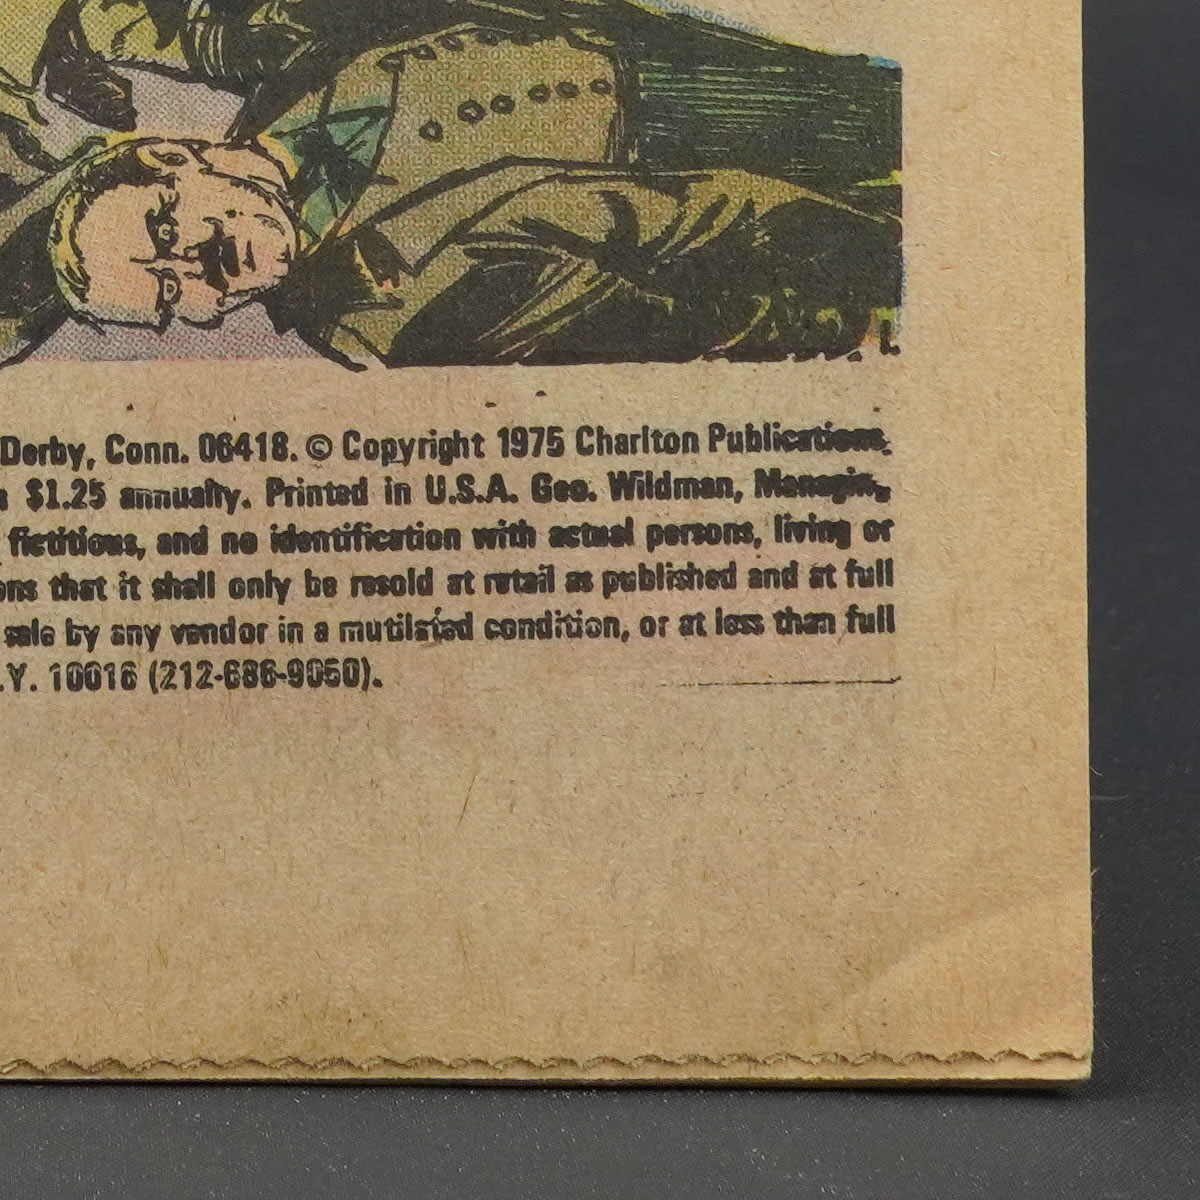 Derby, Conn. 06418. © Copyright 1975 Charlton Publications,
$1.25 annually. Printed in U.S.A. Geo. Wildman, Managing
fictitious, and no identification with actual persons, living or
ons that it shall only be resold at retail as published and at full
sale by any vendor in a mutilated condition, or at less than full
.Y. 10016 (212-686-9050).